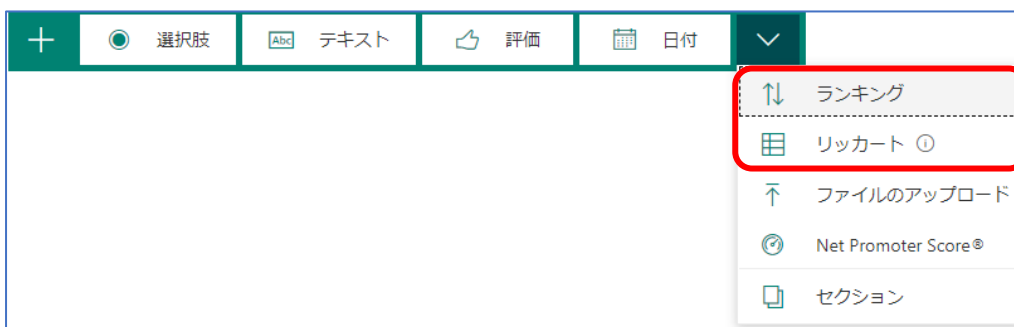 選択肢 Abc テキスト 評価 日付
ランキング
リッカート
ファイルのアップロード
Net Promoter Score®
セクション